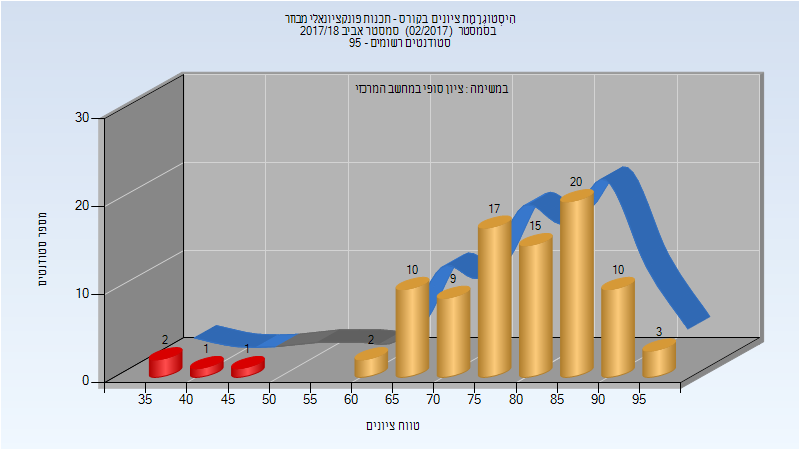 היסטוגרמת ציונים בקורס - תכנות פונקציונאלי מבוזר
בסמסטר (02/2017) סמסטר אביב 2017/18
סטודנטים רשומים - 95
במשימה : ציון סופי במחשב המרכזי
מספר סטודנטים
30
20
10
0
2
1
1
2
10
9
17
15
20
10
3
35 40 45 50 55 60 65 70 75 80 85 90 95
טווח ציונים